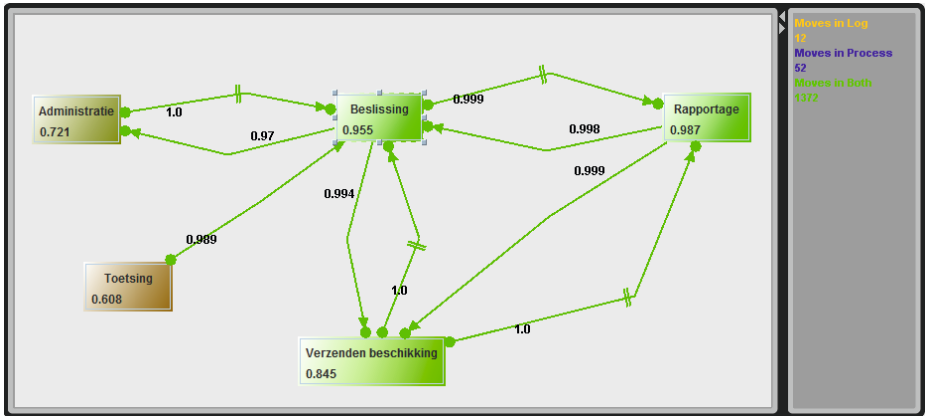 Moves in Log
12
Moves in Process
52
Moves in Both
1372
Administratie
0.721
1.0
0.97
Beslissing
0.955
0.999
0.998
Rapportage
0.987
0.999
0.994
0.989
Toetsing
0.608
1.0
1.0
Verzenden beschikking
0.845